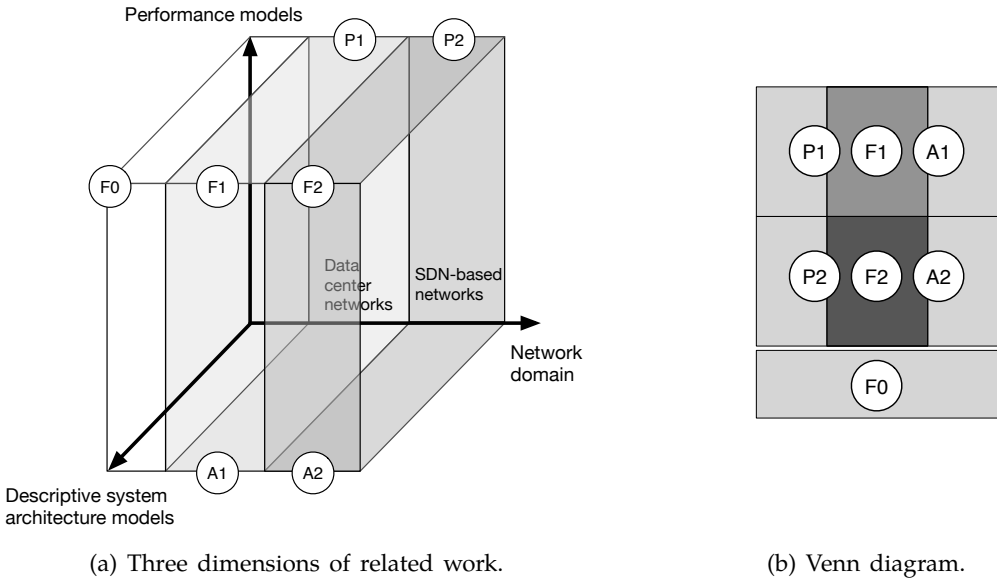 Performance models
P1
P2
F0
F1
F2
Data
center
networks
SDN-based
networks
Network
domain
A1
A2
Descriptive system
architecture models
(a) Three dimensions of related work.
P1 F1 A1
P2 F2 A2
F0
(b) Venn diagram.